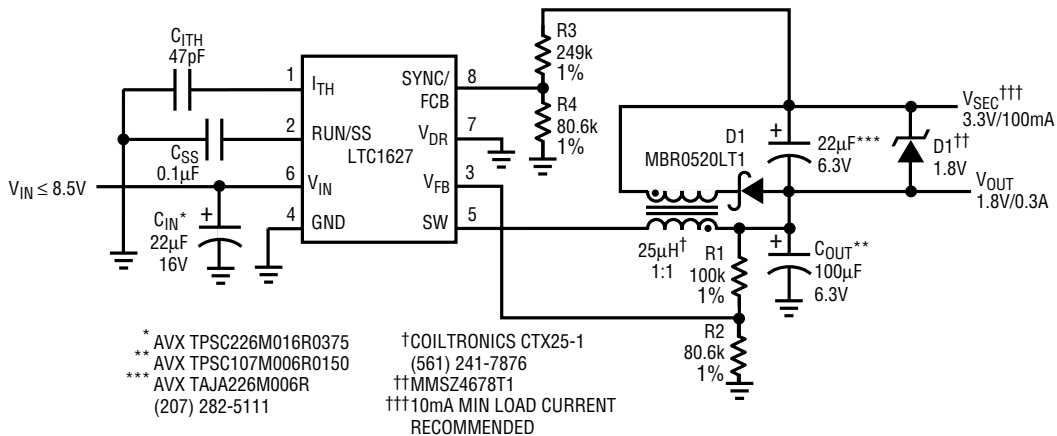 C_ITH
47pF
1
I_TH
SYNC/
FCB
8
R3
249k
1%
R4
80.6k
1%
2
RUN/SS
LTC1627
V_DR
7
C_SS
0.1µF
V_IN ≤ 8.5V
6
V_IN
V_FB
3
4
GND
SW
5
C_IN*
+
22µF
16V
D1
MBR0520LT1
+
22µF***
6.3V
V_SEC†††
3.3V/100mA
D1††
1.8V
V_OUT
1.8V/0.3A
25µH†
1:1
R1
100k
1%
+
C_OUT**
100µF
6.3V
R2
80.6k
1%
* AVX TPSC226M016R0375
** AVX TPSC107M006R0150
*** AVX TAJA226M006R
(207) 282-5111
†COILTRONICS CTX25-1
(561) 241-7876
††MMSZ4678T1
†††10mA MIN LOAD CURRENT
RECOMMENDED